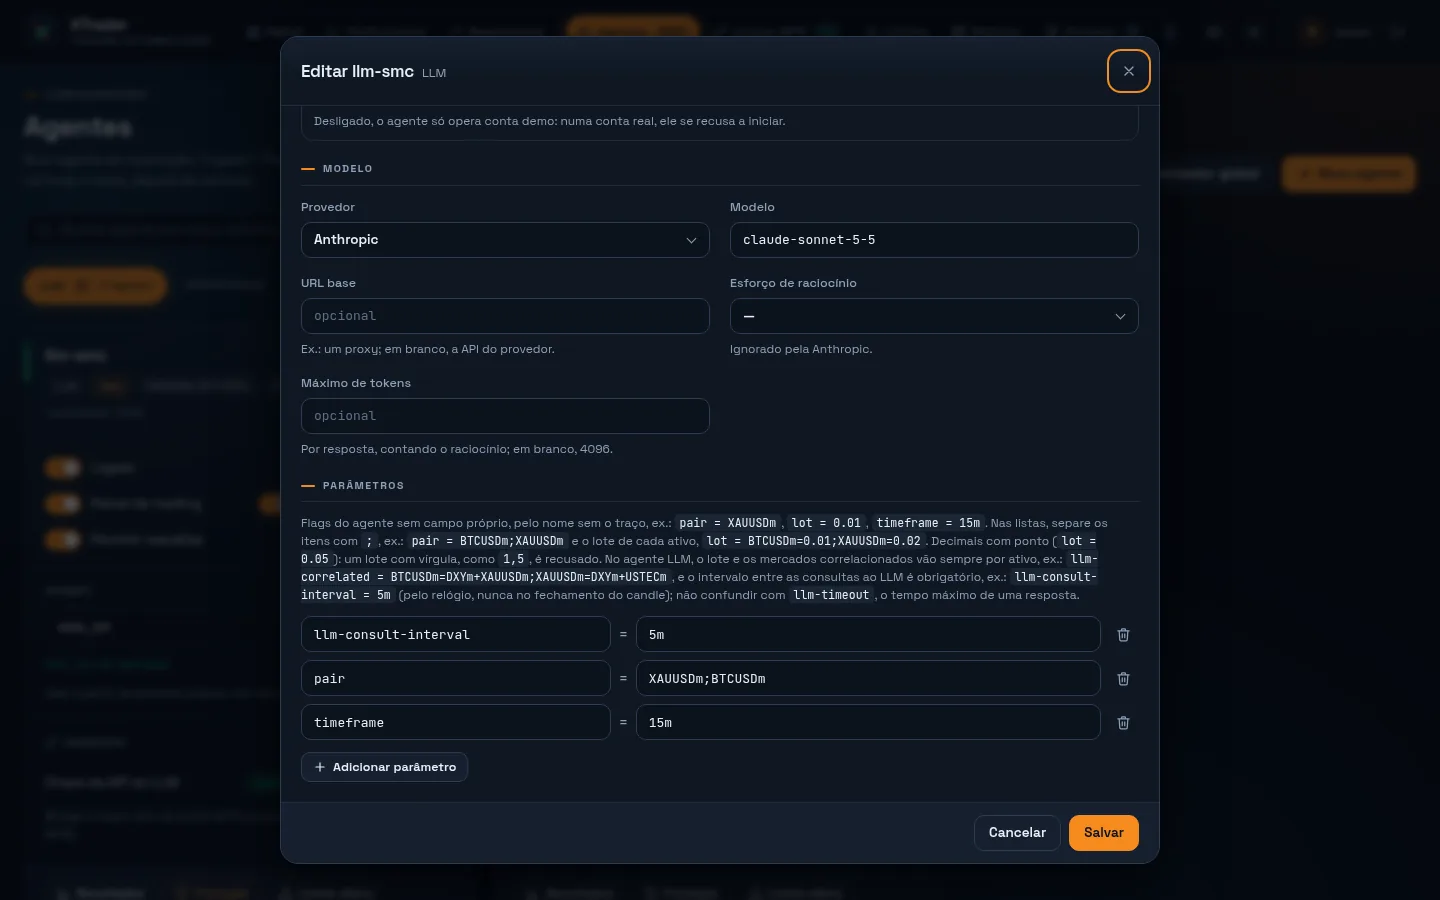 Editar llm-smc LLM
Desligado, o agente só opera conta demo: numa conta real, ele se recusa a iniciar.
MODELO
Provedor
Modelo
Anthropic
claude-sonnet-5-5
URL base
Esforço de raciocínio
opcional
—
Ex.: um proxy; em branco, a API do provedor.
Ignorado pela Anthropic.
Máximo de tokens
opcional
Por resposta, contando o raciocínio; em branco, 4096.
PARÂMETROS
Flags do agente sem campo próprio, pelo nome sem o traço, ex.: pair = XAUUSDm, lot = 0.01, timeframe = 15m. Nas listas, separe os
itens com ;, ex.: pair = BTCUSDm;XAUUSDm e o lote de cada ativo, lot = BTCUSDm=0.01;XAUUSDm=0.02. Decimais com ponto (lot =
0.05): um lote com vírgula, como 1,5, é recusado. No agente LLM, o lote e os mercados correlacionados vão sempre por ativo, ex.: llm-
correlated = BTCUSDm=DXYm+XAUUSDm;XAUUSDm=DXYm+USTECm, e o intervalo entre as consultas ao LLM é obrigatório, ex.: llm-consult-
interval = 5m (pelo relógio, nunca no fechamento do candle); não confundir com llm-timeout, o tempo máximo de uma resposta.
llm-consult-interval = 5m
pair = XAUUSDm;BTCUSDm
timeframe = 15m
+ Adicionar parâmetro
Cancelar
Salvar
Agentes